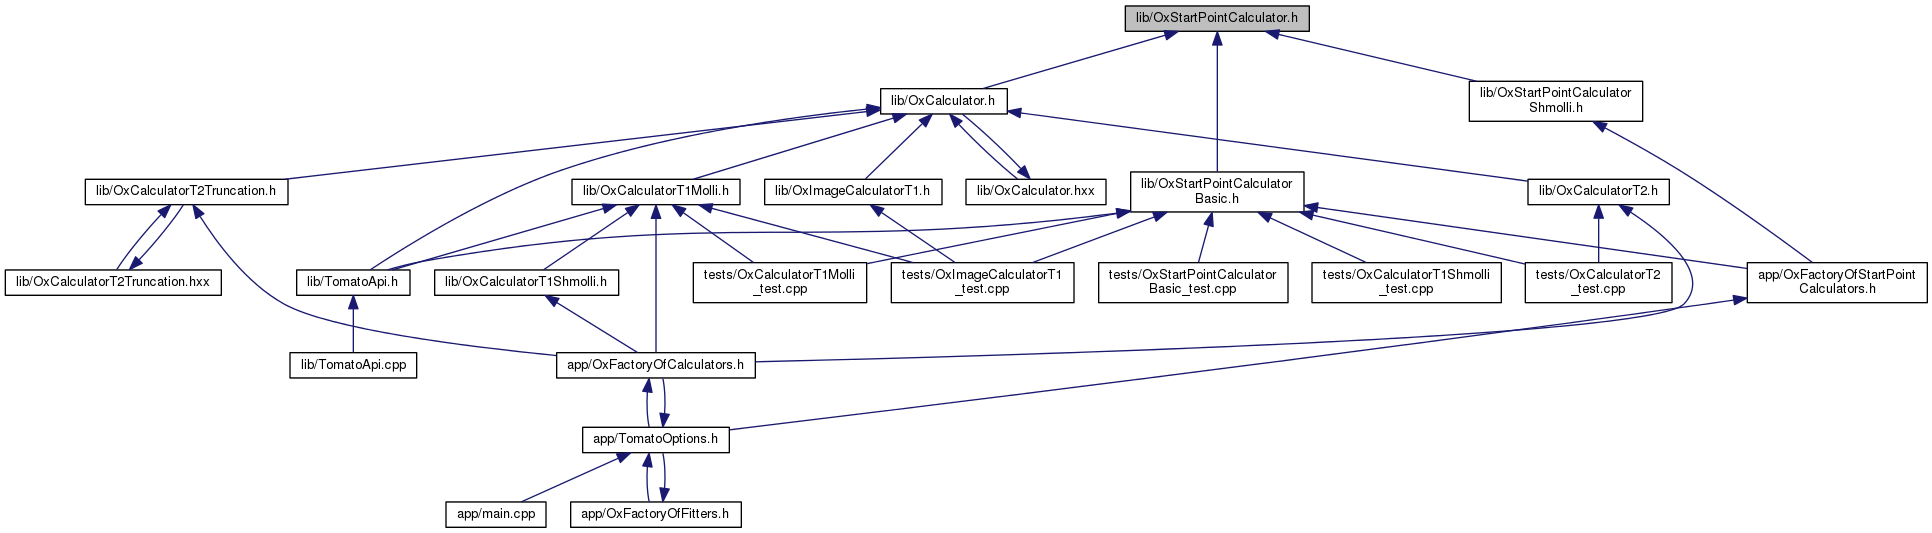 lib/OxStartPointCalculator.h
lib/OxCalculator.h
lib/OxStartPointCalculator
Shmolli.h
lib/OxCalculatorT2Truncation.h
lib/OxCalculatorT1Molli.h
lib/OxImageCalculatorT1.h
lib/OxCalculator.hxx
lib/OxStartPointCalculator
Basic.h
lib/OxCalculatorT2.h
lib/OxCalculatorT2Truncation.hxx
lib/TomatoApi.h
lib/OxCalculatorT1Shmolli.h
tests/OxCalculatorT1Molli
_test.cpp
tests/OxImageCalculatorT1
_test.cpp
tests/OxStartPointCalculator
Basic_test.cpp
tests/OxCalculatorT1Shmolli
_test.cpp
tests/OxCalculatorT2
_test.cpp
app/OxFactoryOfStartPoint
Calculators.h
lib/TomatoApi.cpp
app/OxFactoryOfCalculators.h
app/TomatoOptions.h
app/main.cpp
app/OxFactoryOfFitters.h